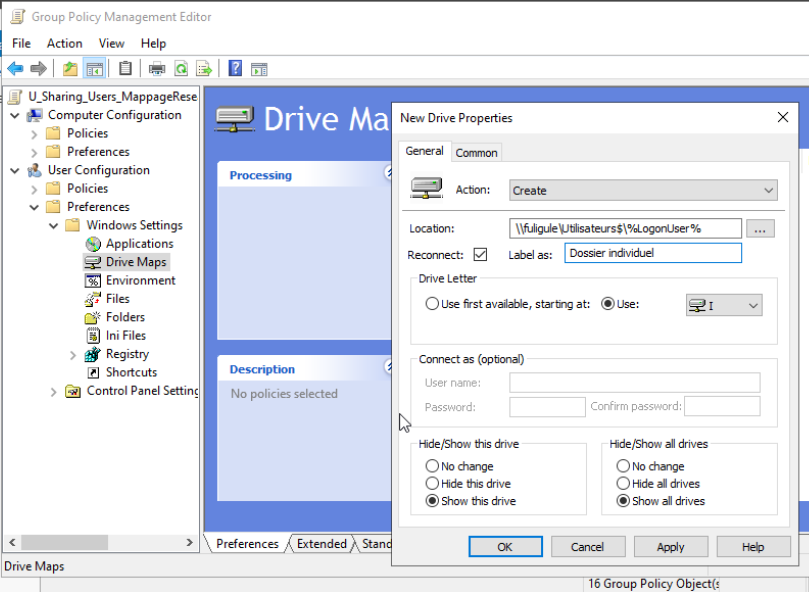 Group Policy Management Editor
File Action View Help
U_Sharing_Users_MappageRese
Computer Configuration
Policies
Preferences
User Configuration
Policies
Preferences
Windows Settings
Applications
Drive Maps
Environment
Files
Folders
Ini Files
Registry
Shortcuts
Control Panel Setting
Drive Maps
Drive Ma
Processing
Description
No policies selected
Preferences Extended Stand
New Drive Properties
General Common
Action: Create
Location: \\fuligule\Utilisateurs$\%LogonUser%
...
Reconnect: Label as: Dossier individuel
Drive Letter
Use first available, starting at: Use: I
Connect as (optional)
User name:
Password: Confirm password:
Hide/Show this drive
No change
Hide this drive
Show this drive
Hide/Show all drives
No change
Hide all drives
Show all drives
OK Cancel Apply Help
16 Group Policy Object(s